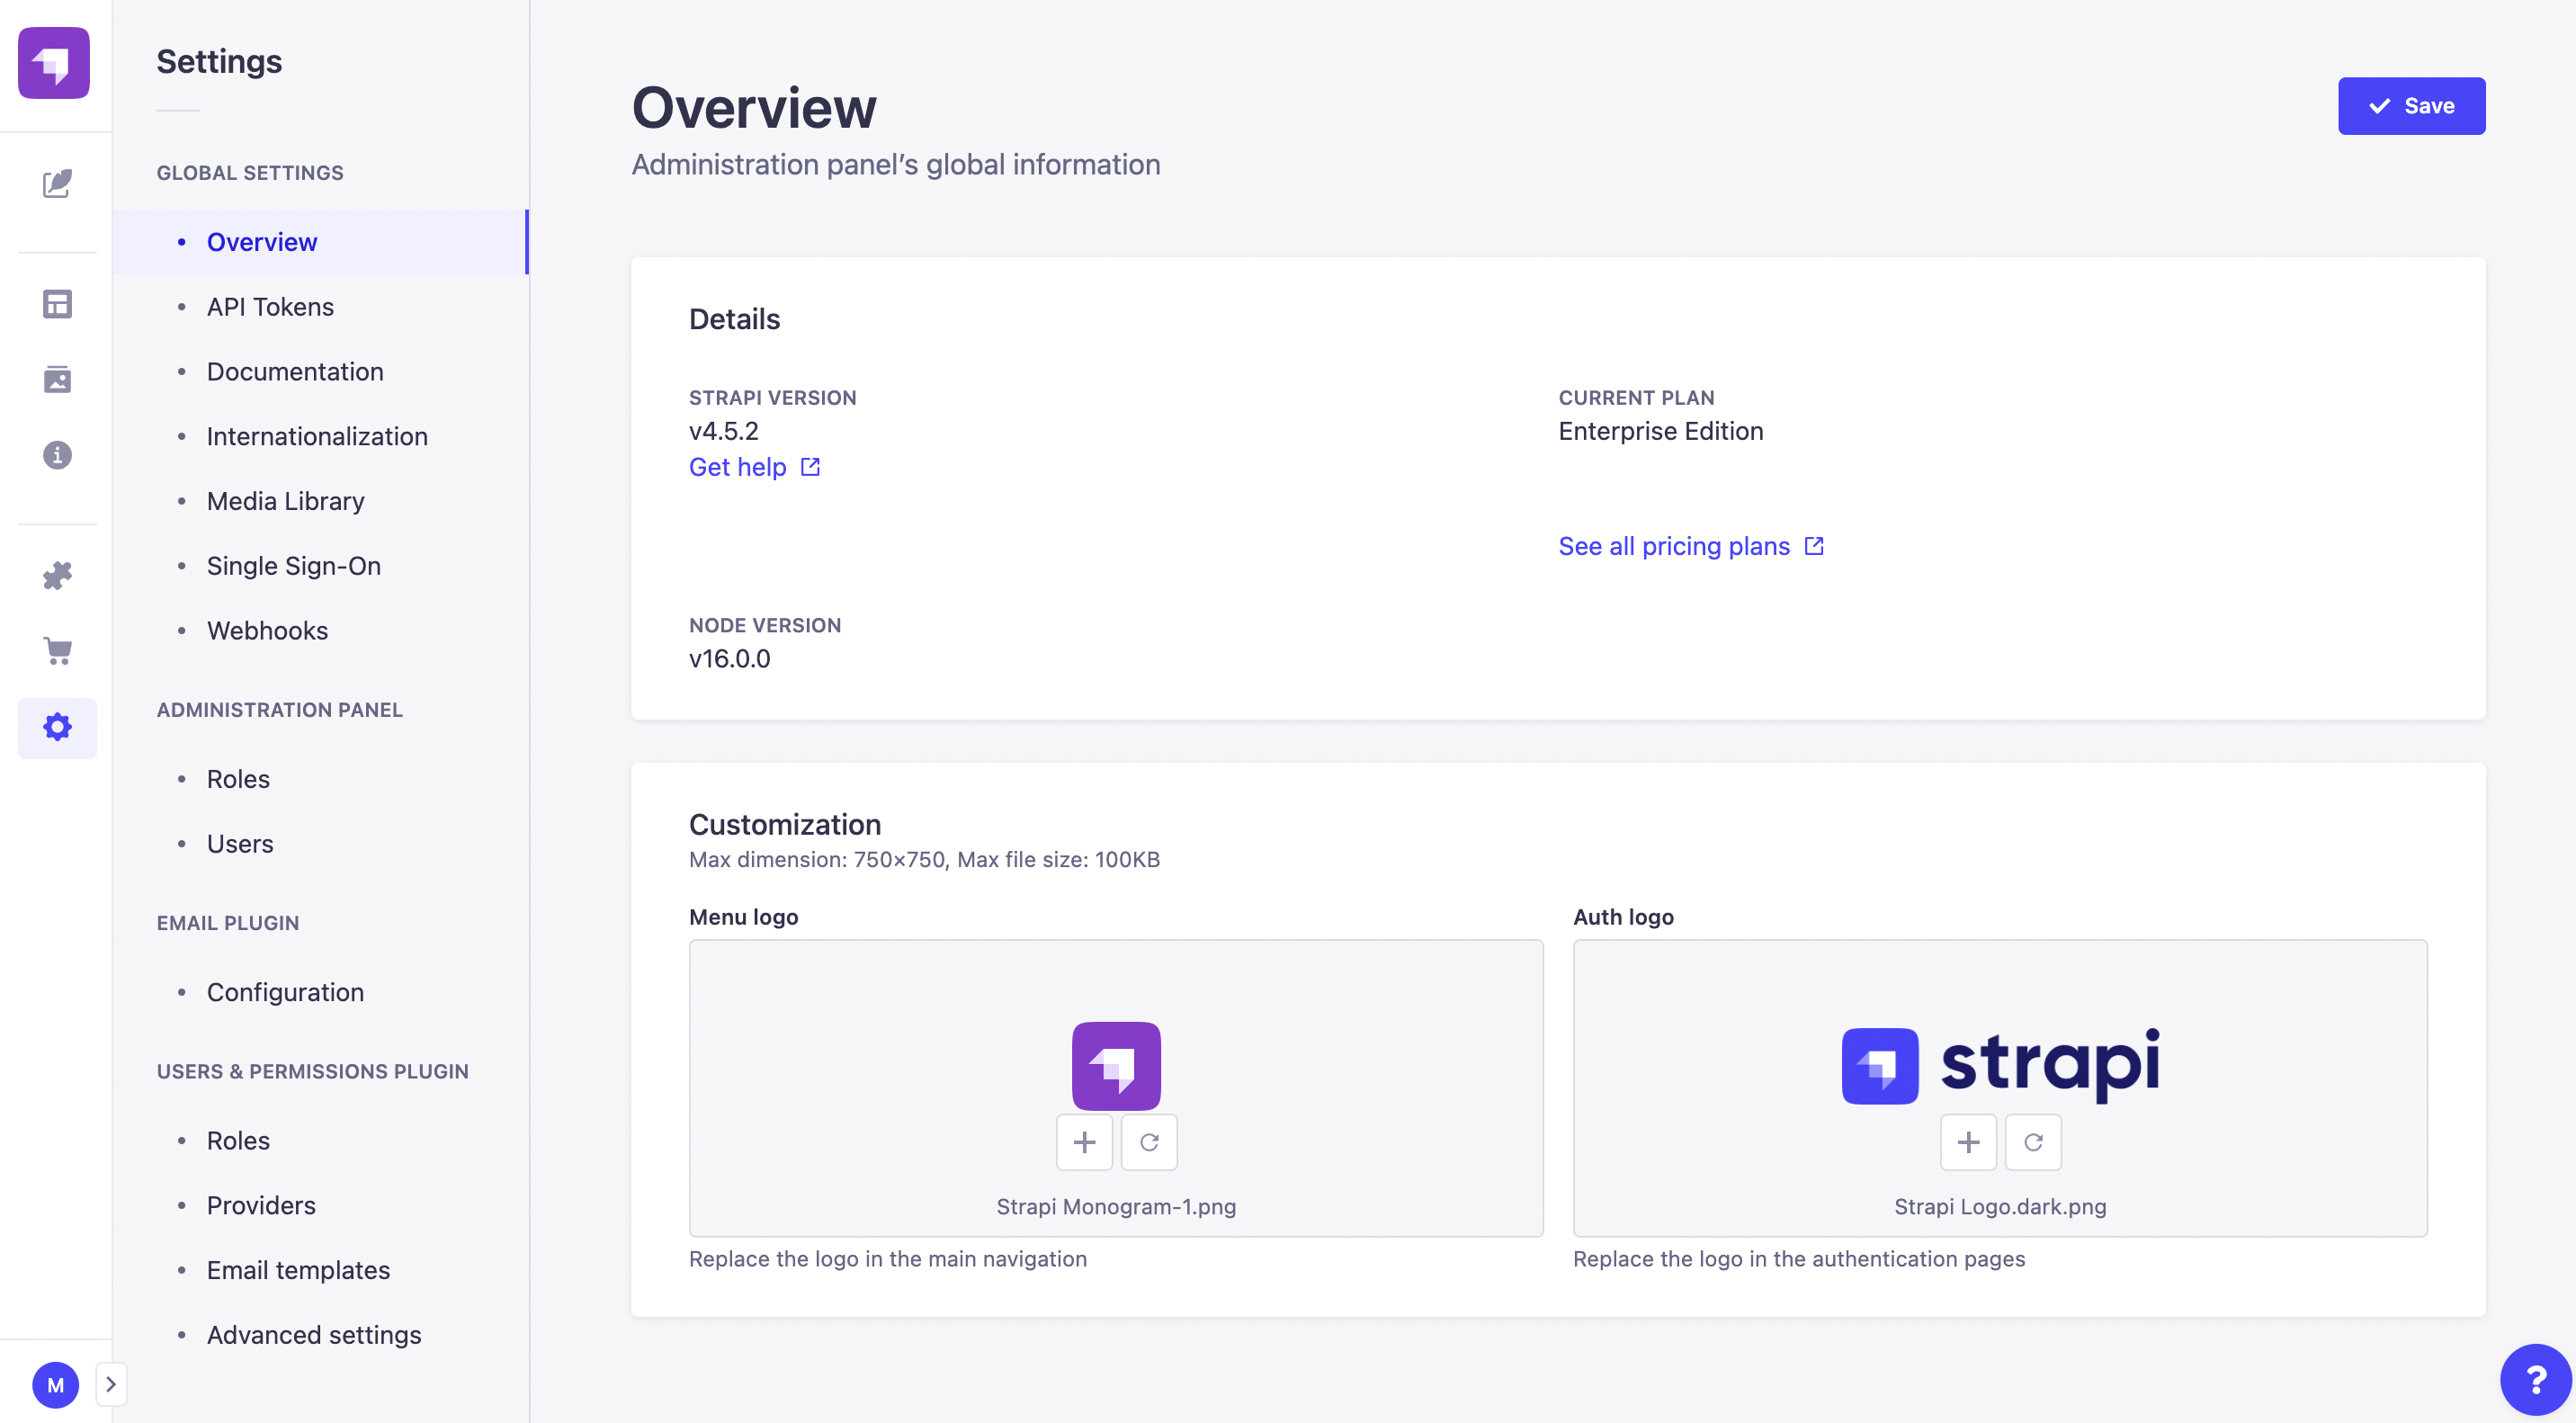 Settings
GLOBAL SETTINGS
Overview
API Tokens
Documentation
Internationalization
Media Library
Single Sign-On
Webhooks
ADMINISTRATION PANEL
Roles
Users
EMAIL PLUGIN
Configuration
USERS & PERMISSIONS PLUGIN
Roles
Providers
Email templates
Advanced settings
M
Overview
Administration panel’s global information
Save
Details
STRAPI VERSION
v4.5.2
Get help
CURRENT PLAN
Enterprise Edition
See all pricing plans
NODE VERSION
v16.0.0
Customization
Max dimension: 750×750, Max file size: 100KB
Menu logo
Strapi Monogram-1.png
Replace the logo in the main navigation
Auth logo
strapi
Strapi Logo.dark.png
Replace the logo in the authentication pages
?